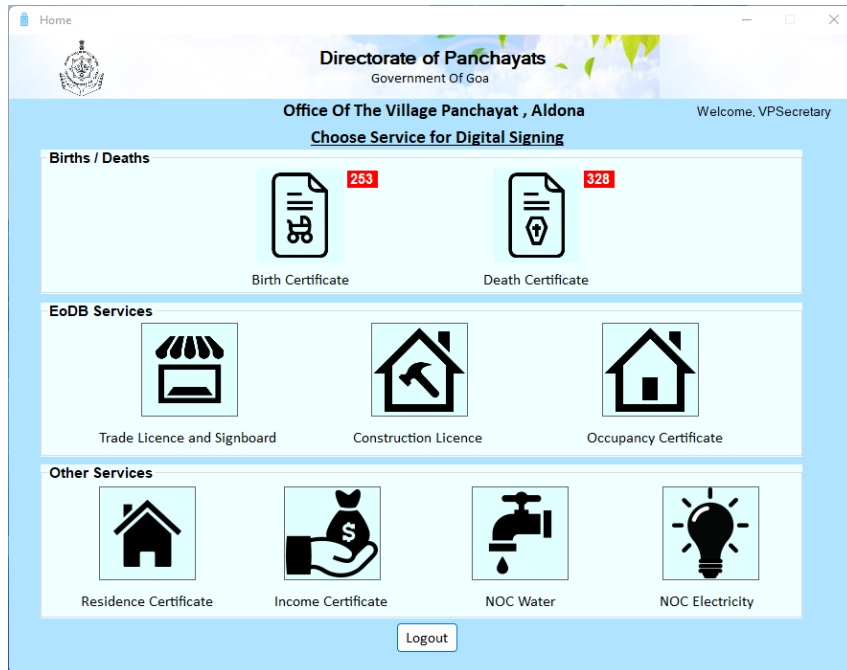 Home
Directorate of Panchayats
Government Of Goa
Office Of The Village Panchayat , Aldona
Welcome, VPSecretary
Choose Service for Digital Signing
Births / Deaths
253
328
Birth Certificate
Death Certificate
EoDB Services
Trade Licence and Signboard
Construction Licence
Occupancy Certificate
Other Services
$
Residence Certificate
Income Certificate
NOC Water
NOC Electricity
Logout